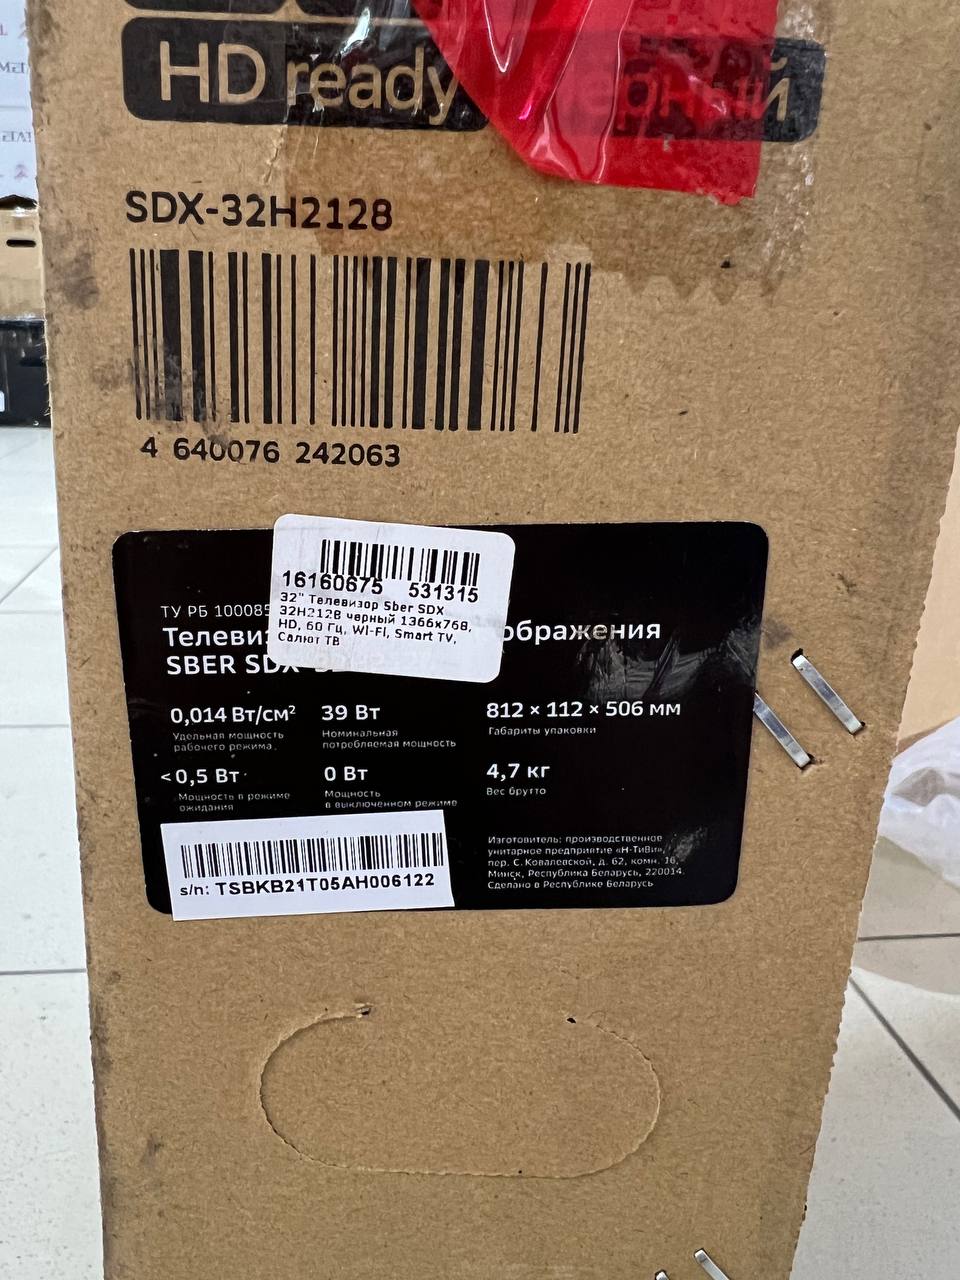 HD ready
черный
SDX-32H2128
4 640076 242063
16160675 531315
32" Телевизор Sber SDX
32H2128 черный 1366x768,
HD, 60 Гц, WI-FI, Smart TV,
Салют ТВ
ТУ РБ 100085
SBER SDX
0,014 Вт/см²
Удельная мощность
рабочего режима
39 Вт
Номинальная
потребляемая мощность
812 × 112 × 506 мм
Габариты упаковки
<0,5 Вт
Мощность в режиме
ожидания
0 Вт
Мощность
в выключенном режиме
4,7 кг
Вес брутто
s/n: TSBKB21T05AH006122
Изготовитель: производственное
унитарное предприятие «Н-ТиВи»,
пер. С. Ковалевской, д. 62, комн. 16,
Минск, Республика Беларусь, 220014.
Сделано в Республике Беларусь